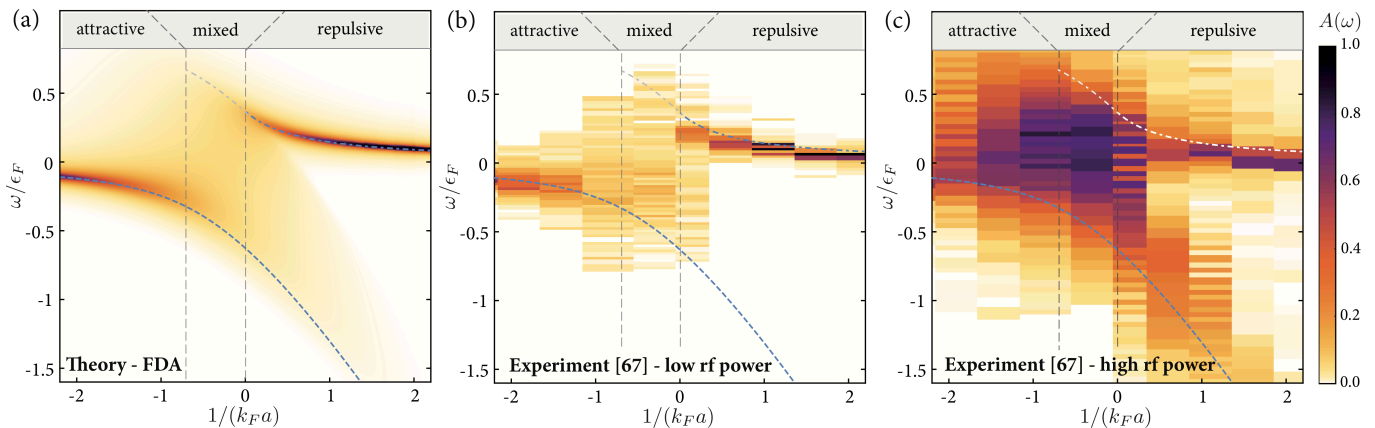 (a)
attractive
mixed
repulsive
ω/ϵ_F
0.5
0
-0.5
-1
-1.5
Theory - FDA
-2
-1
0
1
2
1/(k_F a)
(b)
attractive
mixed
repulsive
ω/ϵ_F
0.5
0
-0.5
-1
-1.5
Experiment [67] - low rf power
-2
-1
0
1
2
1/(k_F a)
(c)
attractive
mixed
repulsive
ω/ϵ_F
0.5
0
-0.5
-1
-1.5
Experiment [67] - high rf power
-2
-1
0
1
2
1/(k_F a)
A(ω)
1.0
0.8
0.6
0.4
0.2
0.0